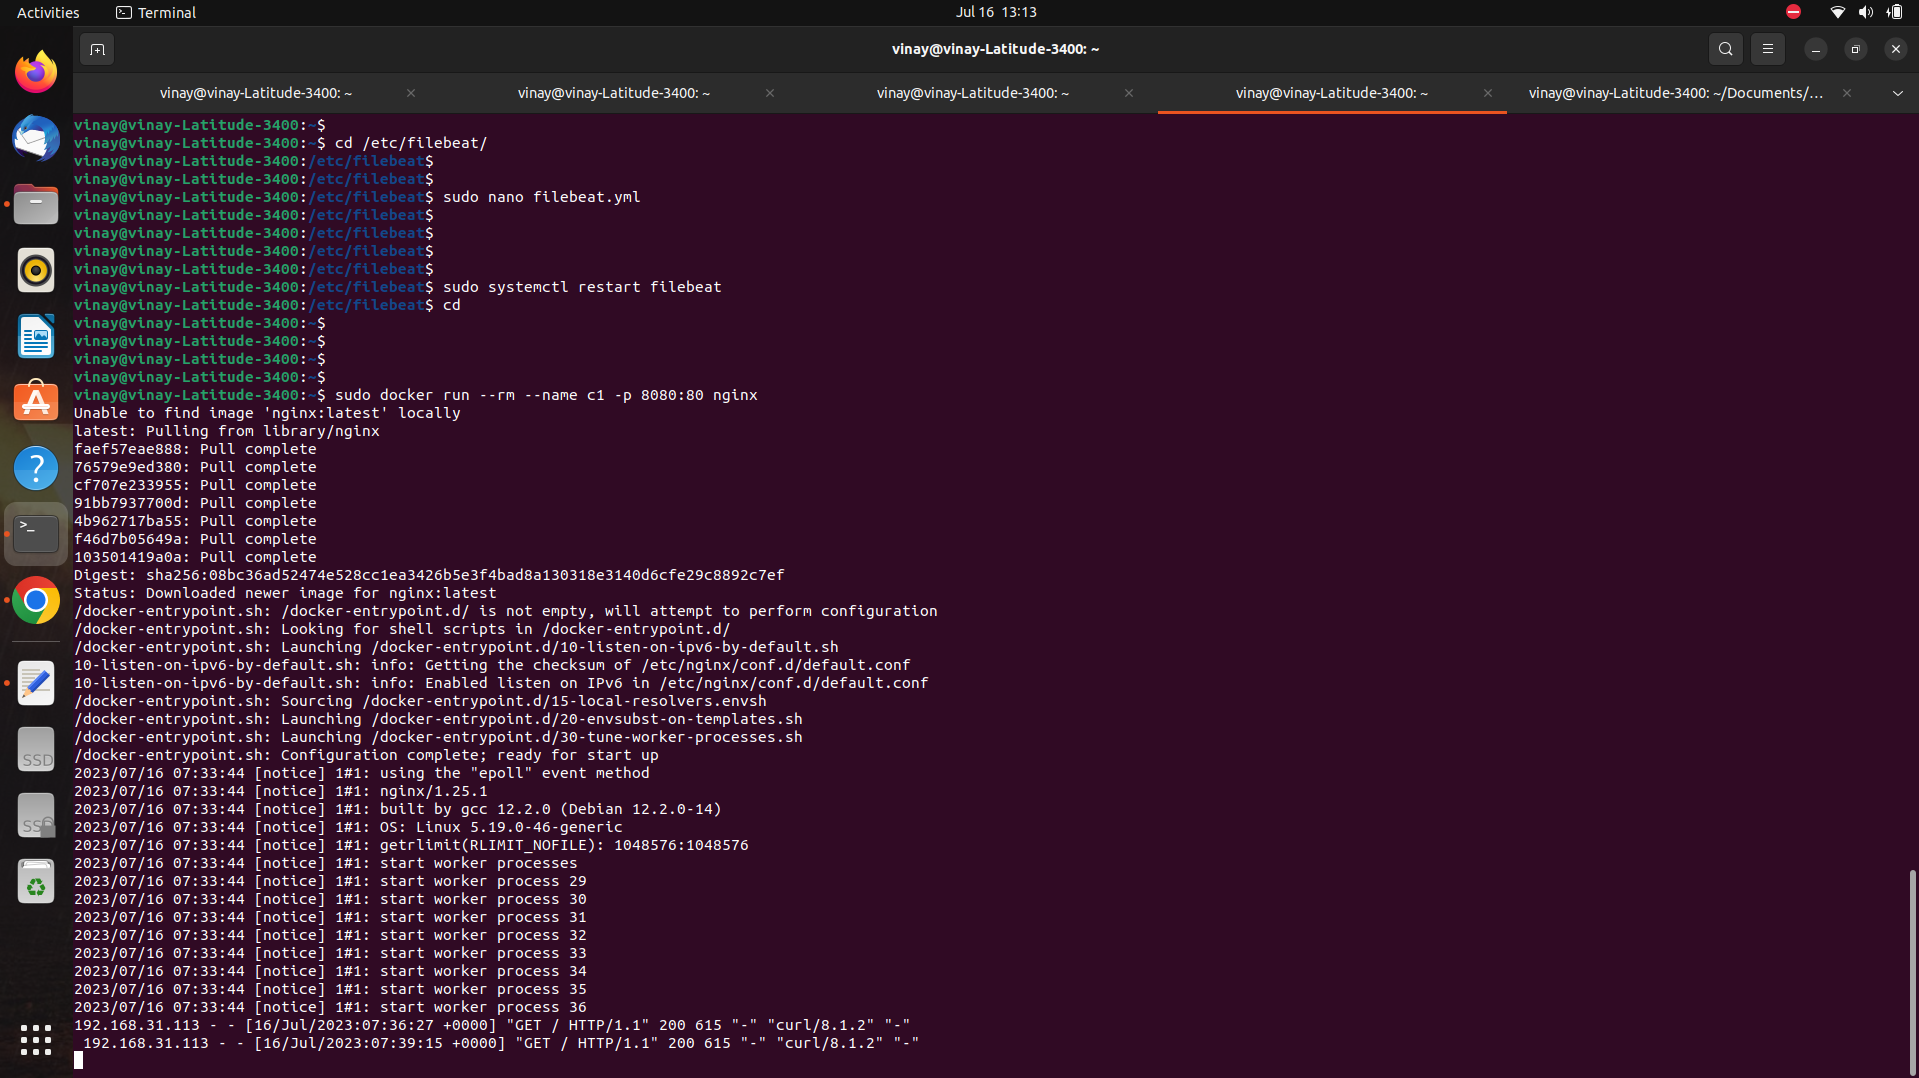 Activities
Terminal
Jul 16 13:13
vinay@vinay-Latitude-3400: ~
vinay@vinay-Latitude-3400: ~
vinay@vinay-Latitude-3400: ~
vinay@vinay-Latitude-3400: ~
vinay@vinay-Latitude-3400: ~
vinay@vinay-Latitude-3400: ~/Documents/...
vinay@vinay-Latitude-3400:~$
vinay@vinay-Latitude-3400:~$ cd /etc/filebeat/
vinay@vinay-Latitude-3400:/etc/filebeat$
vinay@vinay-Latitude-3400:/etc/filebeat$
vinay@vinay-Latitude-3400:/etc/filebeat$ sudo nano filebeat.yml
vinay@vinay-Latitude-3400:/etc/filebeat$
vinay@vinay-Latitude-3400:/etc/filebeat$
vinay@vinay-Latitude-3400:/etc/filebeat$
vinay@vinay-Latitude-3400:/etc/filebeat$
vinay@vinay-Latitude-3400:/etc/filebeat$ sudo systemctl restart filebeat
vinay@vinay-Latitude-3400:/etc/filebeat$ cd
vinay@vinay-Latitude-3400:~$
vinay@vinay-Latitude-3400:~$
vinay@vinay-Latitude-3400:~$
vinay@vinay-Latitude-3400:~$
vinay@vinay-Latitude-3400:~$ sudo docker run --rm --name c1 -p 8080:80 nginx
Unable to find image 'nginx:latest' locally
latest: Pulling from library/nginx
faef57eae888: Pull complete
76579e9ed380: Pull complete
cf707e233955: Pull complete
91bb7937700d: Pull complete
4b962717ba55: Pull complete
f46d7b05649a: Pull complete
103501419a0a: Pull complete
Digest: sha256:08bc36ad52474e528cc1ea3426b5e3f4bad8a130318e3140d6cfe29c8892c7ef
Status: Downloaded newer image for nginx:latest
/docker-entrypoint.sh: /docker-entrypoint.d/ is not empty, will attempt to perform configuration
/docker-entrypoint.sh: Looking for shell scripts in /docker-entrypoint.d/
/docker-entrypoint.sh: Launching /docker-entrypoint.d/10-listen-on-ipv6-by-default.sh
10-listen-on-ipv6-by-default.sh: info: Getting the checksum of /etc/nginx/conf.d/default.conf
10-listen-on-ipv6-by-default.sh: info: Enabled listen on IPv6 in /etc/nginx/conf.d/default.conf
/docker-entrypoint.sh: Sourcing /docker-entrypoint.d/15-local-resolvers.envsh
/docker-entrypoint.sh: Launching /docker-entrypoint.d/20-envsubst-on-templates.sh
/docker-entrypoint.sh: Launching /docker-entrypoint.d/30-tune-worker-processes.sh
/docker-entrypoint.sh: Configuration complete; ready for start up
2023/07/16 07:33:44 [notice] 1#1: using the "epoll" event method
2023/07/16 07:33:44 [notice] 1#1: nginx/1.25.1
2023/07/16 07:33:44 [notice] 1#1: built by gcc 12.2.0 (Debian 12.2.0-14)
2023/07/16 07:33:44 [notice] 1#1: OS: Linux 5.19.0-46-generic
2023/07/16 07:33:44 [notice] 1#1: getrlimit(RLIMIT_NOFILE): 1048576:1048576
2023/07/16 07:33:44 [notice] 1#1: start worker processes
2023/07/16 07:33:44 [notice] 1#1: start worker process 29
2023/07/16 07:33:44 [notice] 1#1: start worker process 30
2023/07/16 07:33:44 [notice] 1#1: start worker process 31
2023/07/16 07:33:44 [notice] 1#1: start worker process 32
2023/07/16 07:33:44 [notice] 1#1: start worker process 33
2023/07/16 07:33:44 [notice] 1#1: start worker process 34
2023/07/16 07:33:44 [notice] 1#1: start worker process 35
2023/07/16 07:33:44 [notice] 1#1: start worker process 36
192.168.31.113 - - [16/Jul/2023:07:36:27 +0000] "GET / HTTP/1.1" 200 615 "-" "curl/8.1.2" "-"
192.168.31.113 - - [16/Jul/2023:07:39:15 +0000] "GET / HTTP/1.1" 200 615 "-" "curl/8.1.2" "-"
SSD
SSD